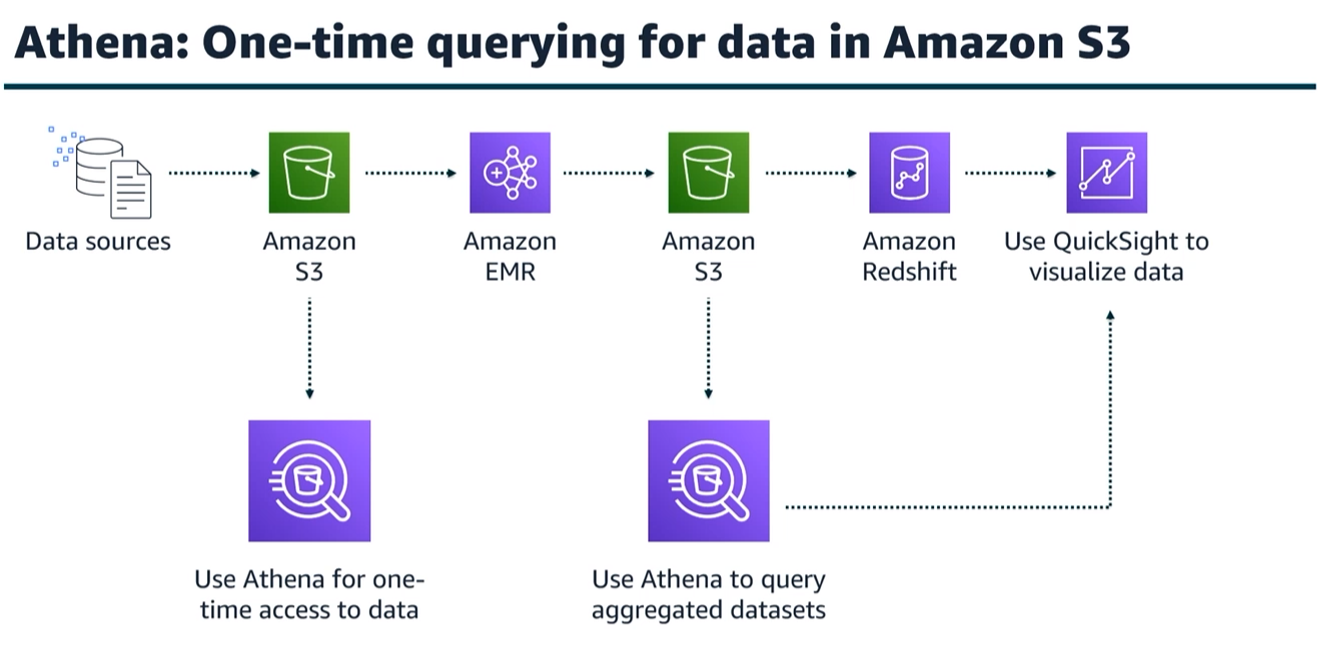 Athena: One-time querying for data in Amazon S3
Data sources
Amazon
S3
Amazon
EMR
Amazon
S3
Amazon
Redshift
Use QuickSight to
visualize data
Use Athena for one-
time access to data
Use Athena to query
aggregated datasets